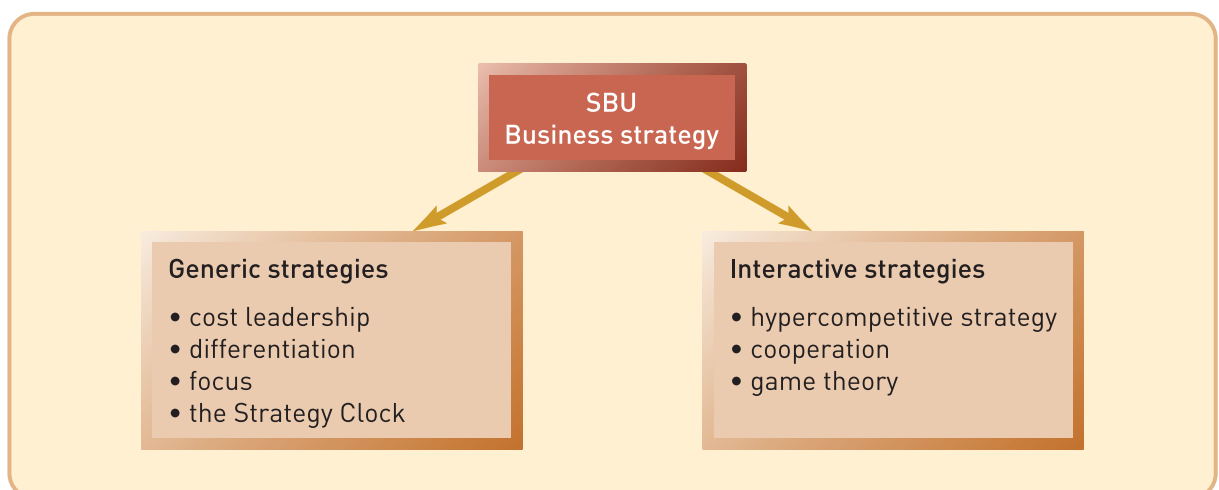 SBU
Business strategy
Generic strategies
• cost leadership
• differentiation
• focus
• the Strategy Clock
Interactive strategies
• hypercompetitive strategy
• cooperation
• game theory